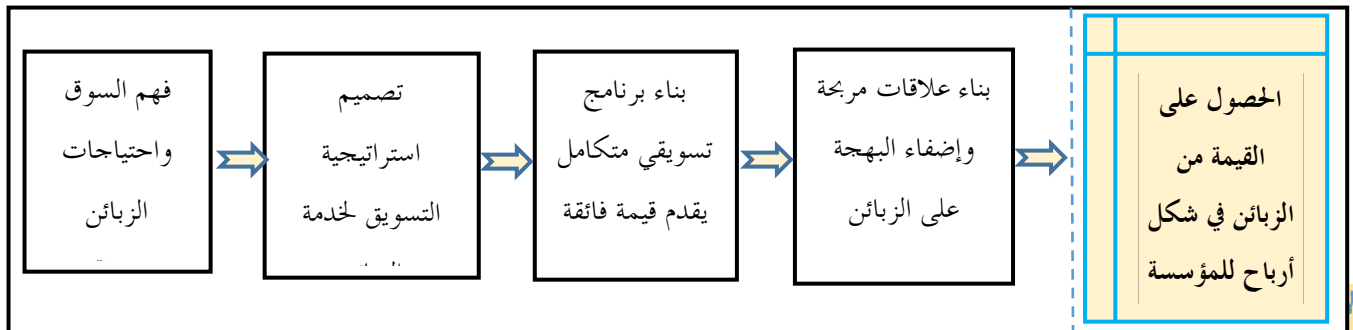 فهم السوق
واحتياجات
الزبائن
تصميم
استراتيجية
التسويق لخدمة
بناء برنامج
تسويقي متكامل
يقدم قيمة فائقة
بناء علاقات مربحة
وإضفاء البهجة
على الزبائن
الحصول على
القيمة من
الزبائن في شكل
أرباح للمؤسسة